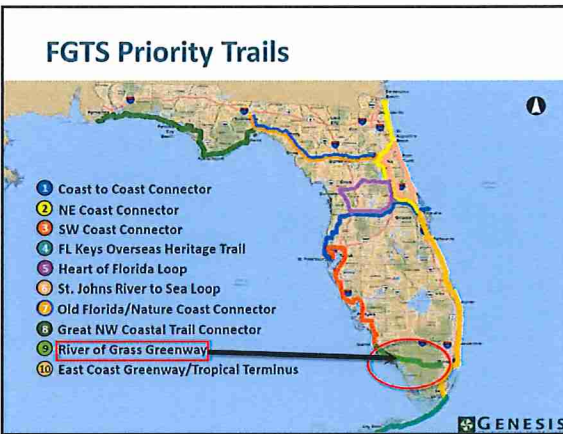 FGTS Priority Trails
1 Coast to Coast Connector
2 NE Coast Connector
3 SW Coast Connector
4 FL Keys Overseas Heritage Trail
5 Heart of Florida Loop
6 St. Johns River to Sea Loop
7 Old Florida/Nature Coast Connector
8 Great NW Coastal Trail Connector
9 River of Grass Greenway
10 East Coast Greenway/Tropical Terminus
GENESIS